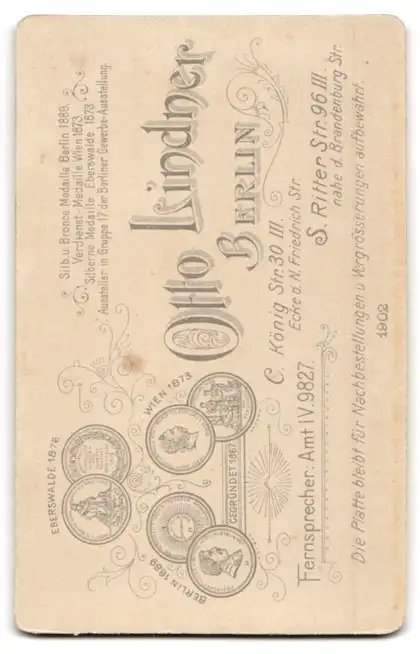 Silb. u. Bronce Medaille Berlin 1889.
Verdienst-Medaille Wien 1873
Silberne Medaille Eberswalde 1873
Aussteller in Gruppe 17 der Berliner Gewerbe-Ausstellung.
EBERSWALDE 1876
WIEN 1873
BERLIN 1889
GEGRÜNDET 1867
Otto Lindner
BERLIN
C. König Str. 30 III.
Ecke d. N. Friedrich Str.
S. Ritter Str. 96 III.
nahe d. Brandenburg Str.
Fernsprecher: Amt IV. 9827.
Die Platte bleibt für Nachbestellungen u. Vergrösserungen aufbewahrt.
1902